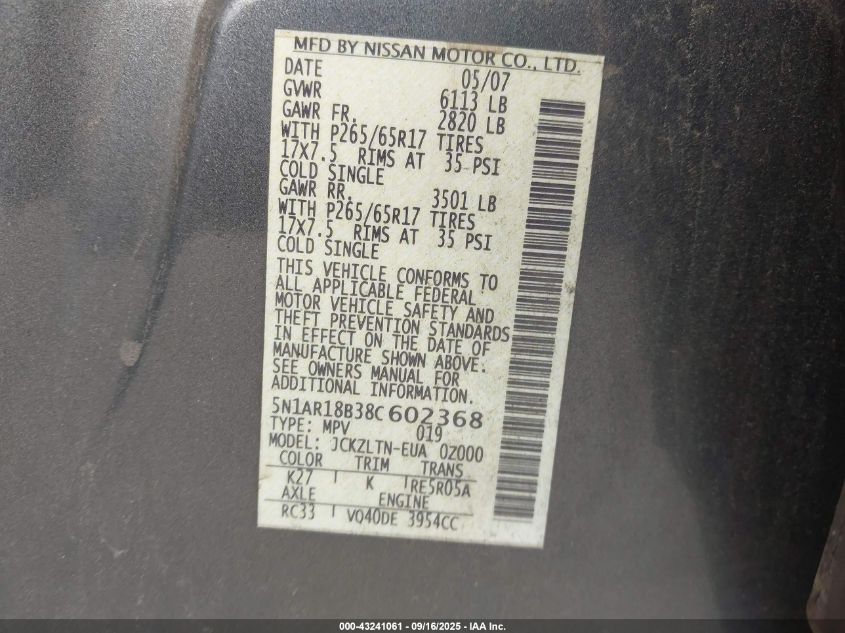 MFD BY NISSAN MOTOR CO., LTD.
DATE 05/07
GVWR 6113 LB
GAWR FR. 2820 LB
WITH P265/65R17 TIRES
17X7.5 RIMS AT 35 PSI
COLD SINGLE
GAWR RR. 3501 LB
WITH P265/65R17 TIRES
17X7.5 RIMS AT 35 PSI
COLD SINGLE
THIS VEHICLE CONFORMS TO
ALL APPLICABLE FEDERAL
MOTOR VEHICLE SAFETY AND
THEFT PREVENTION STANDARDS
IN EFFECT ON THE DATE OF
MANUFACTURE SHOWN ABOVE.
SEE OWNERS MANUAL FOR
ADDITIONAL INFORMATION.
5N1AR18B38C602368
TYPE: MPV 019
MODEL: JCKZLTN-EUA 0Z000
COLOR TRIM TRANS
K27 K RE5R05A
AXLE ENGINE
RC33 VQ40DE 3954CC
000-43241061 - 09/16/2025 - IAA Inc.